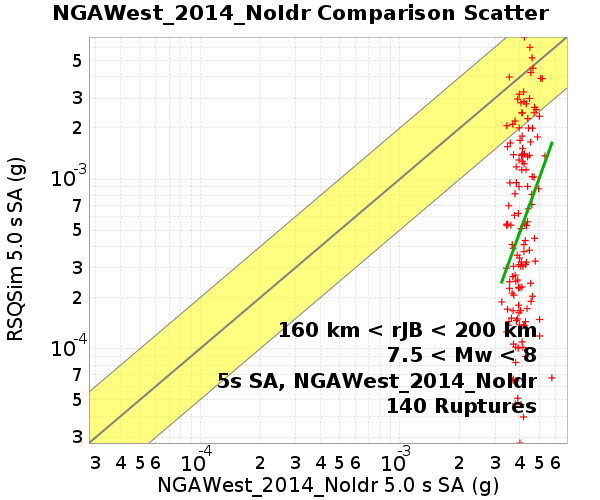 NGAWest_2014_NoIdr Comparison Scatter
RSQSim 5.0 s SA (g)
5
3
2
10-3
7
5
3
2
10-4
7
5
3
160 km < rJB < 200 km
7.5 < Mw < 8
5s SA, NGAWest_2014_NoIdr
140 Ruptures
3 4 5 6 10-4 2 3 4 5 6 10-3 2 3 4 5 6
NGAWest_2014_NoIdr 5.0 s SA (g)